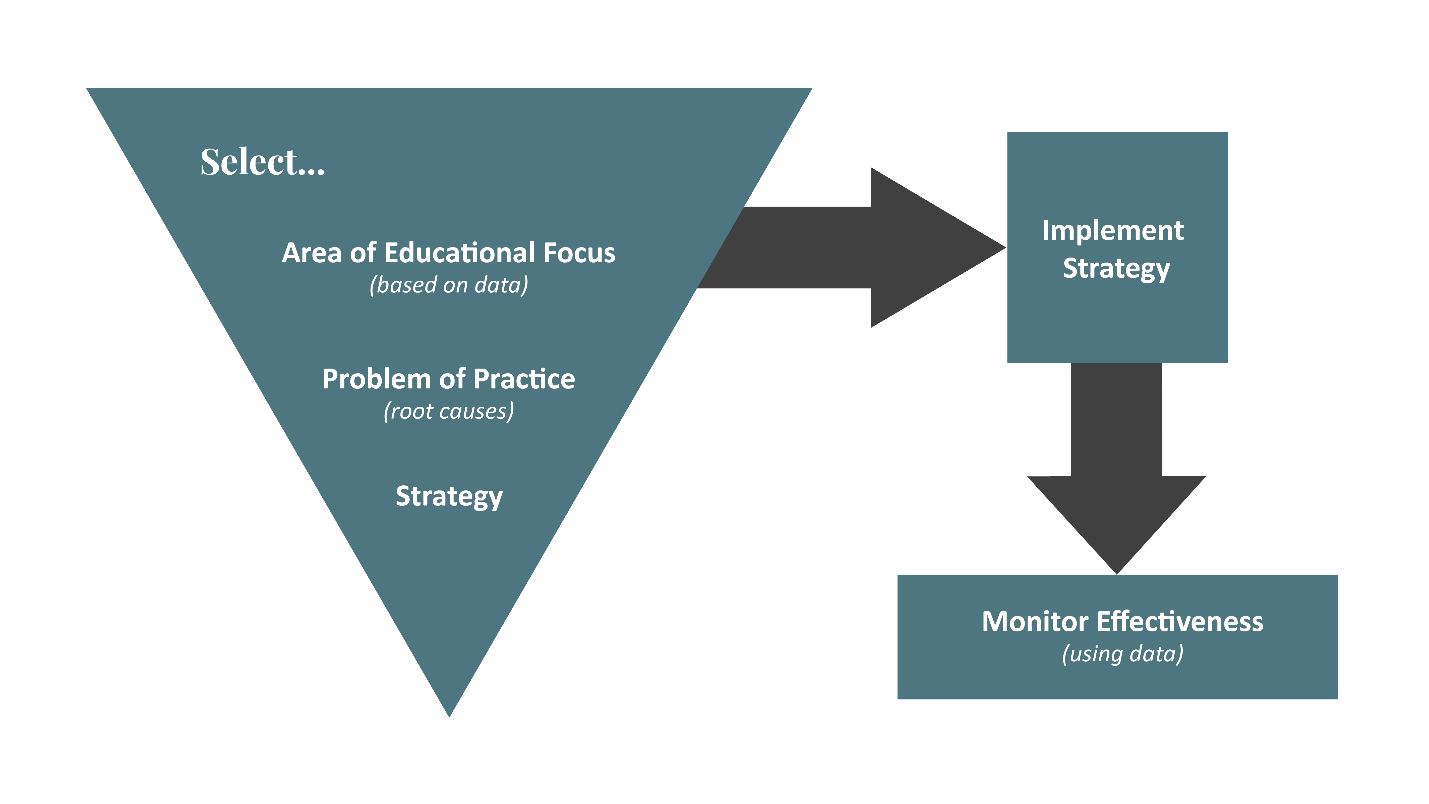 Select...
Area of Educational Focus
(based on data)
Problem of Practice
(root causes)
Strategy
Implement
Strategy
Monitor Effectiveness
(using data)